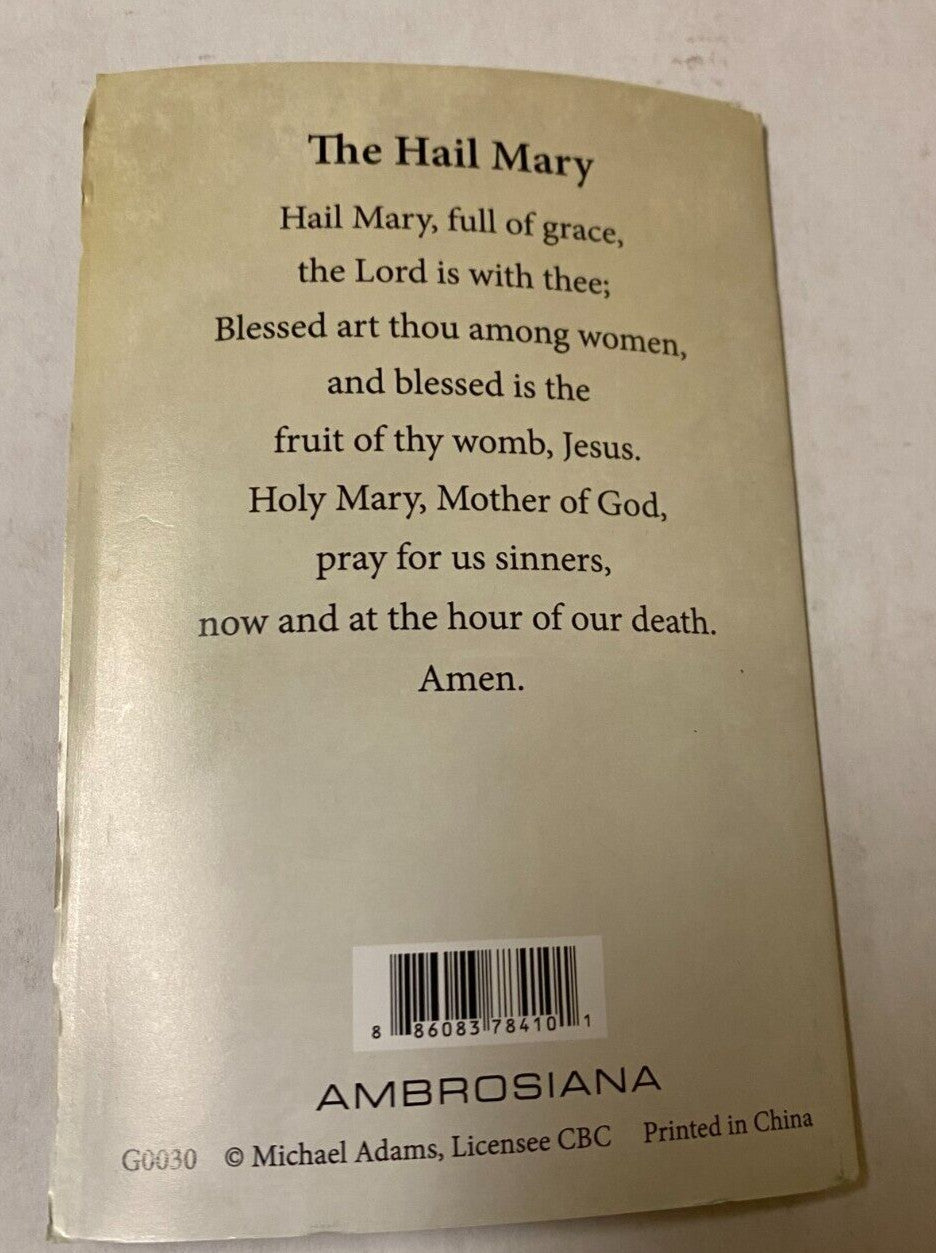 The Hail Mary
Hail Mary, full of grace,
the Lord is with thee;
Blessed art thou among women,
and blessed is the
fruit of thy womb, Jesus.
Holy Mary, Mother of God,
pray for us sinners,
now and at the hour of our death.
Amen.
8 86083 78410 1
AMBROSIANA
G0030 © Michael Adams, Licensee CBC Printed in China